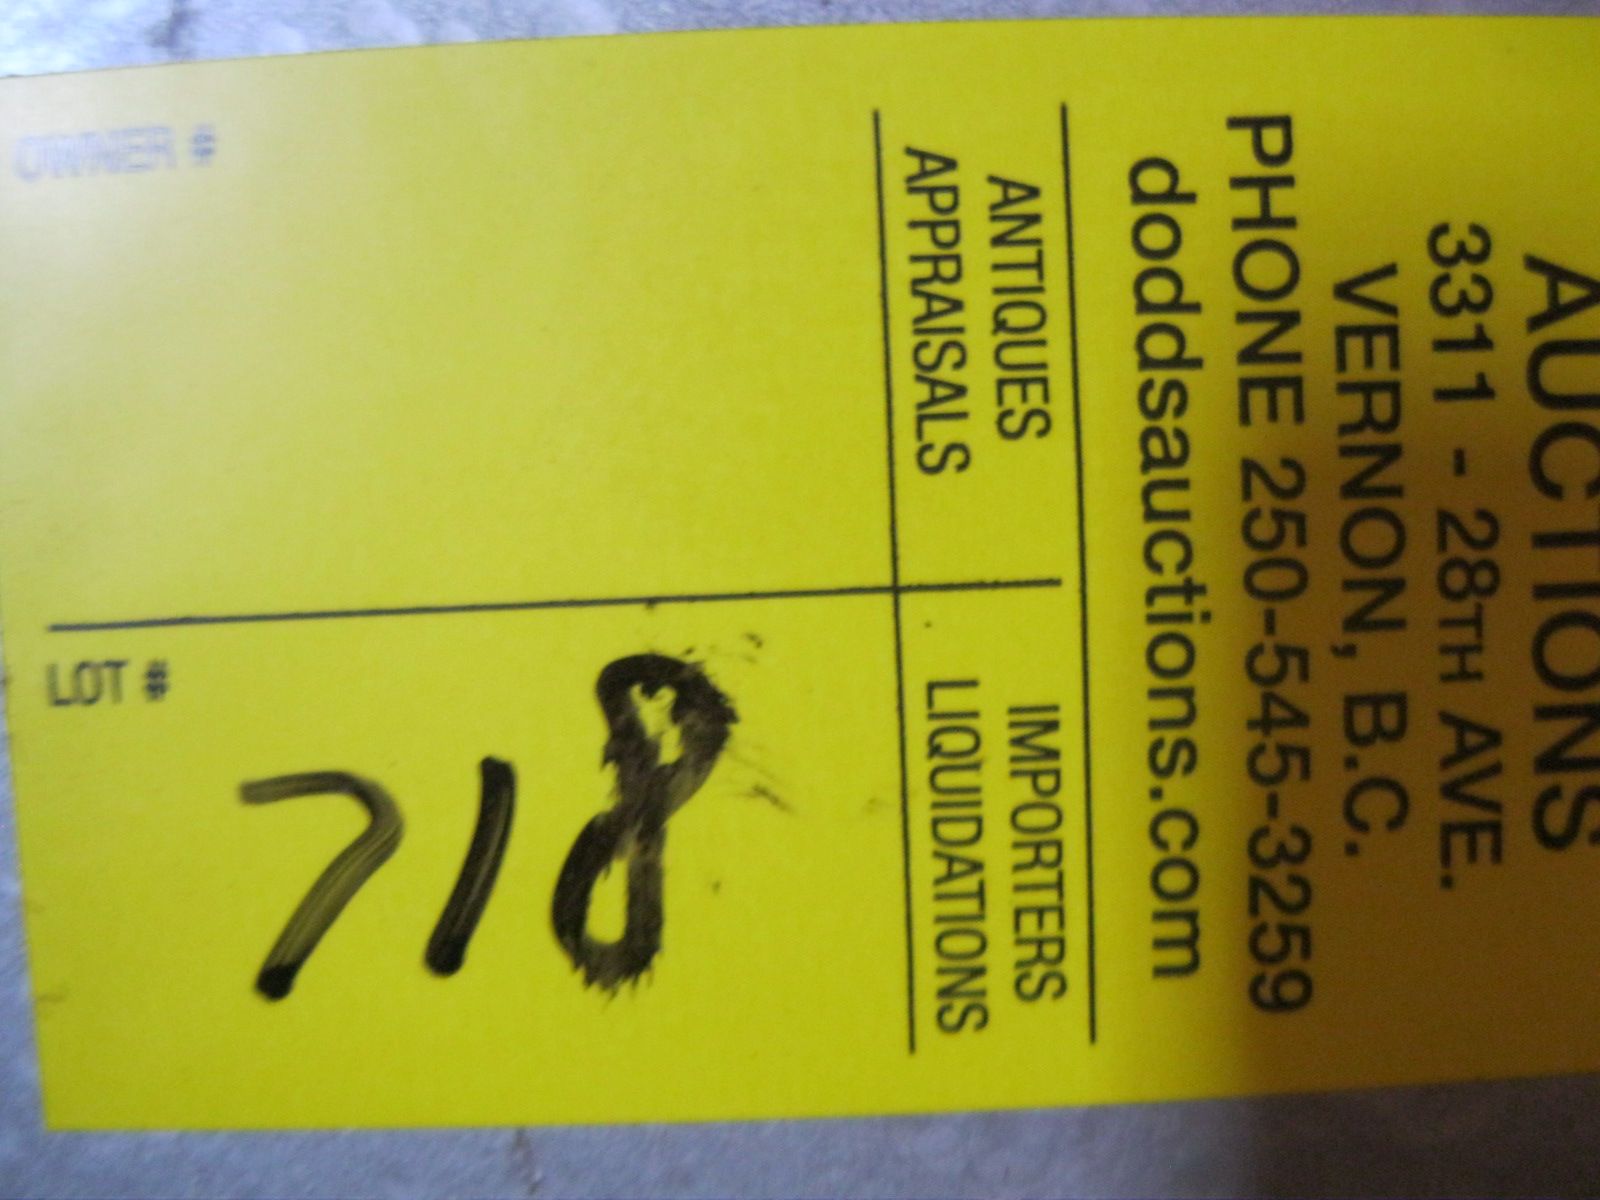 AUCTIONS
3311 - 28TH AVE.
VERNON, B.C.
PHONE 250-545-3259
doddsauctions.com
ANTIQUES
APPRAISALS
IMPORTERS
LIQUIDATIONS
OWNER #
LOT #
718